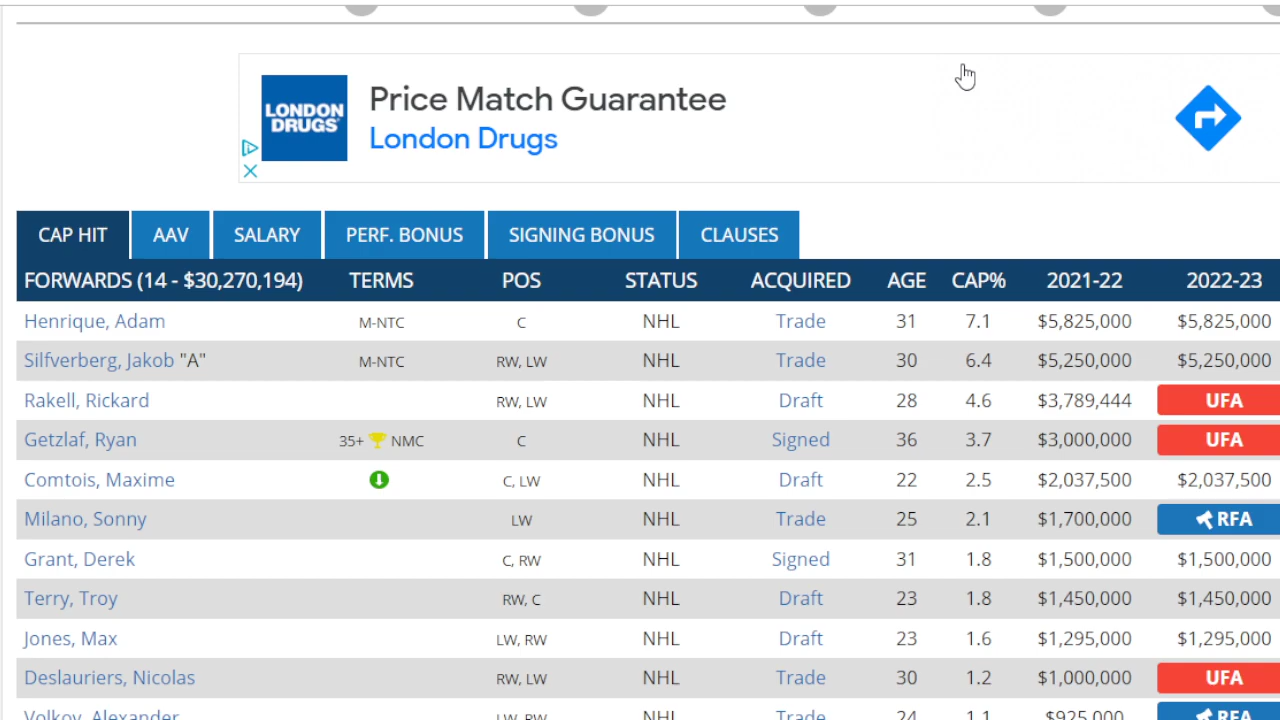 LONDON
DRUGS
Price Match Guarantee
London Drugs
CAP HIT AAV SALARY PERF. BONUS SIGNING BONUS CLAUSES
FORWARDS (14 - $30,270,194) TERMS POS STATUS ACQUIRED AGE CAP% 2021-22 2022-23
Henrique, Adam M-NTC C NHL Trade 31 7.1 $5,825,000 $5,825,000
Silfverberg, Jakob "A" M-NTC RW, LW NHL Trade 30 6.4 $5,250,000 $5,250,000
Rakell, Rickard RW, LW NHL Draft 28 4.6 $3,789,444 UFA
Getzlaf, Ryan 35+ NMC C NHL Signed 36 3.7 $3,000,000 UFA
Comtois, Maxime C, LW NHL Draft 22 2.5 $2,037,500 $2,037,500
Milano, Sonny LW NHL Trade 25 2.1 $1,700,000 RFA
Grant, Derek C, RW NHL Signed 31 1.8 $1,500,000 $1,500,000
Terry, Troy RW, C NHL Draft 23 1.8 $1,450,000 $1,450,000
Jones, Max LW, RW NHL Draft 23 1.6 $1,295,000 $1,295,000
Deslauriers, Nicolas RW, LW NHL Trade 30 1.2 $1,000,000 UFA
Volkov, Alexander LW, RW NHL Trade 24 1.1 $925,000 RFA